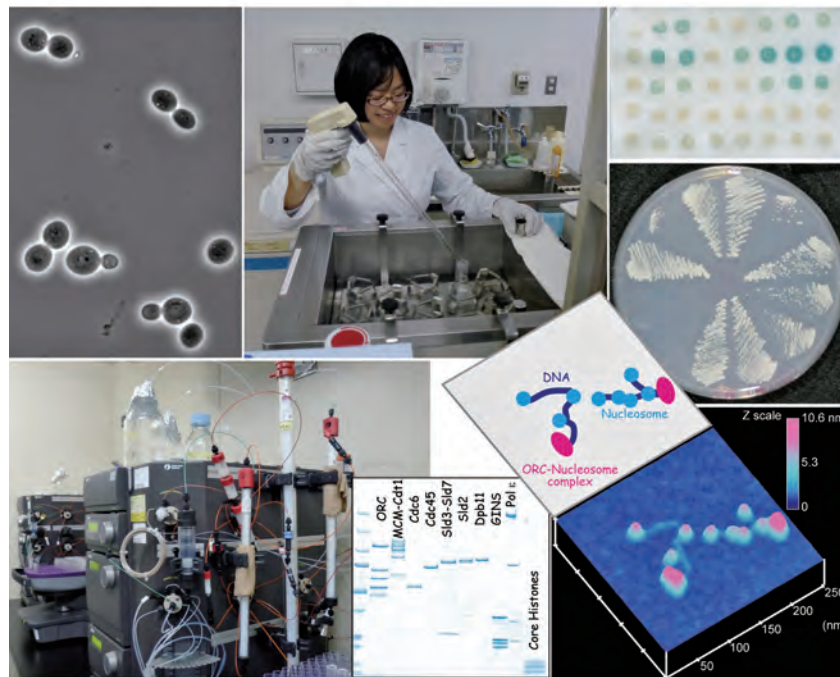 DNA
Nucleosome
ORC-Nucleosome
complex
Z scale
10.6 nm
5.3
0
ORC
MCM-Cdt1
Cdc6
Cdc45
Sld3-Sld7
Sld2
Dpb11
GINS
Pol ε
Core Histones
50
100
150
200
250
(nm)